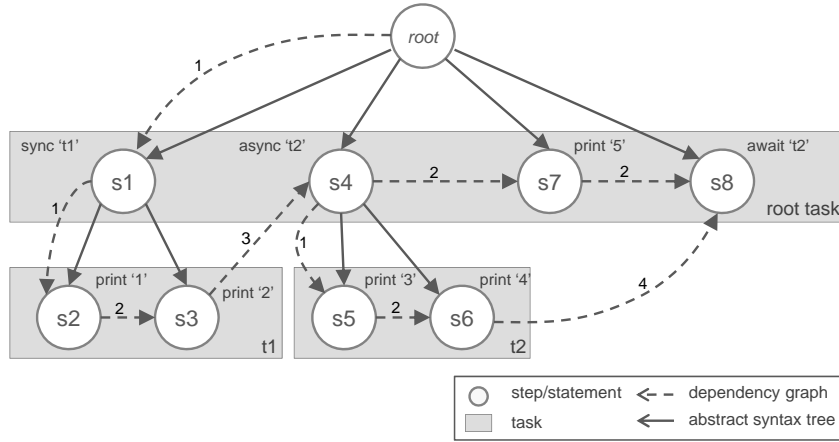 root
1
sync 't1'
async 't2'
print '5'
await 't2'
s1
s4
2
s7
2
s8
root task
1
3
1
print '1'
print '2'
print '3'
print '4'
4
s2
2
s3
s5
2
s6
t1
t2
step/statement
dependency graph
task
abstract syntax tree